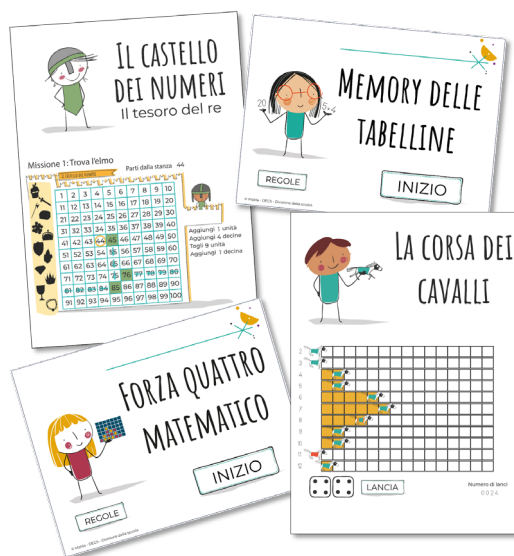 Il castello
dei numeri
Il tesoro del re
Missione 1: Trova l'elmo
Parti dalla stanza 44
1 2 3 4 5 6 7 8 9 10
11 12 13 14 15 16 17 18 19 20
21 22 23 24 25 26 27 28 29 30
31 32 33 34 35 36 37 38 39 40
41 42 43 44 45 46 47 48 49 50
51 52 53 54 55 56 57 58 59 60
61 62 63 64 65 66 67 68 69 70
71 72 73 74 75 76 77 78 79 80
81 82 83 84 85 86 87 88 89 90
91 92 93 94 95 96 97 98 99 100
Aggiungi 1 unità
Aggiungi 4 decine
Togli 9 unità
Aggiungi 1 decina
Memory delle
tabelline
20
5·4
REGOLE
INIZIO
La corsa dei
cavalli
2
3
4
5
6
7
8
9
10
11
12
LANCIA
Numero di lanci
0024
Forza quattro
matematico
INIZIO
REGOLE